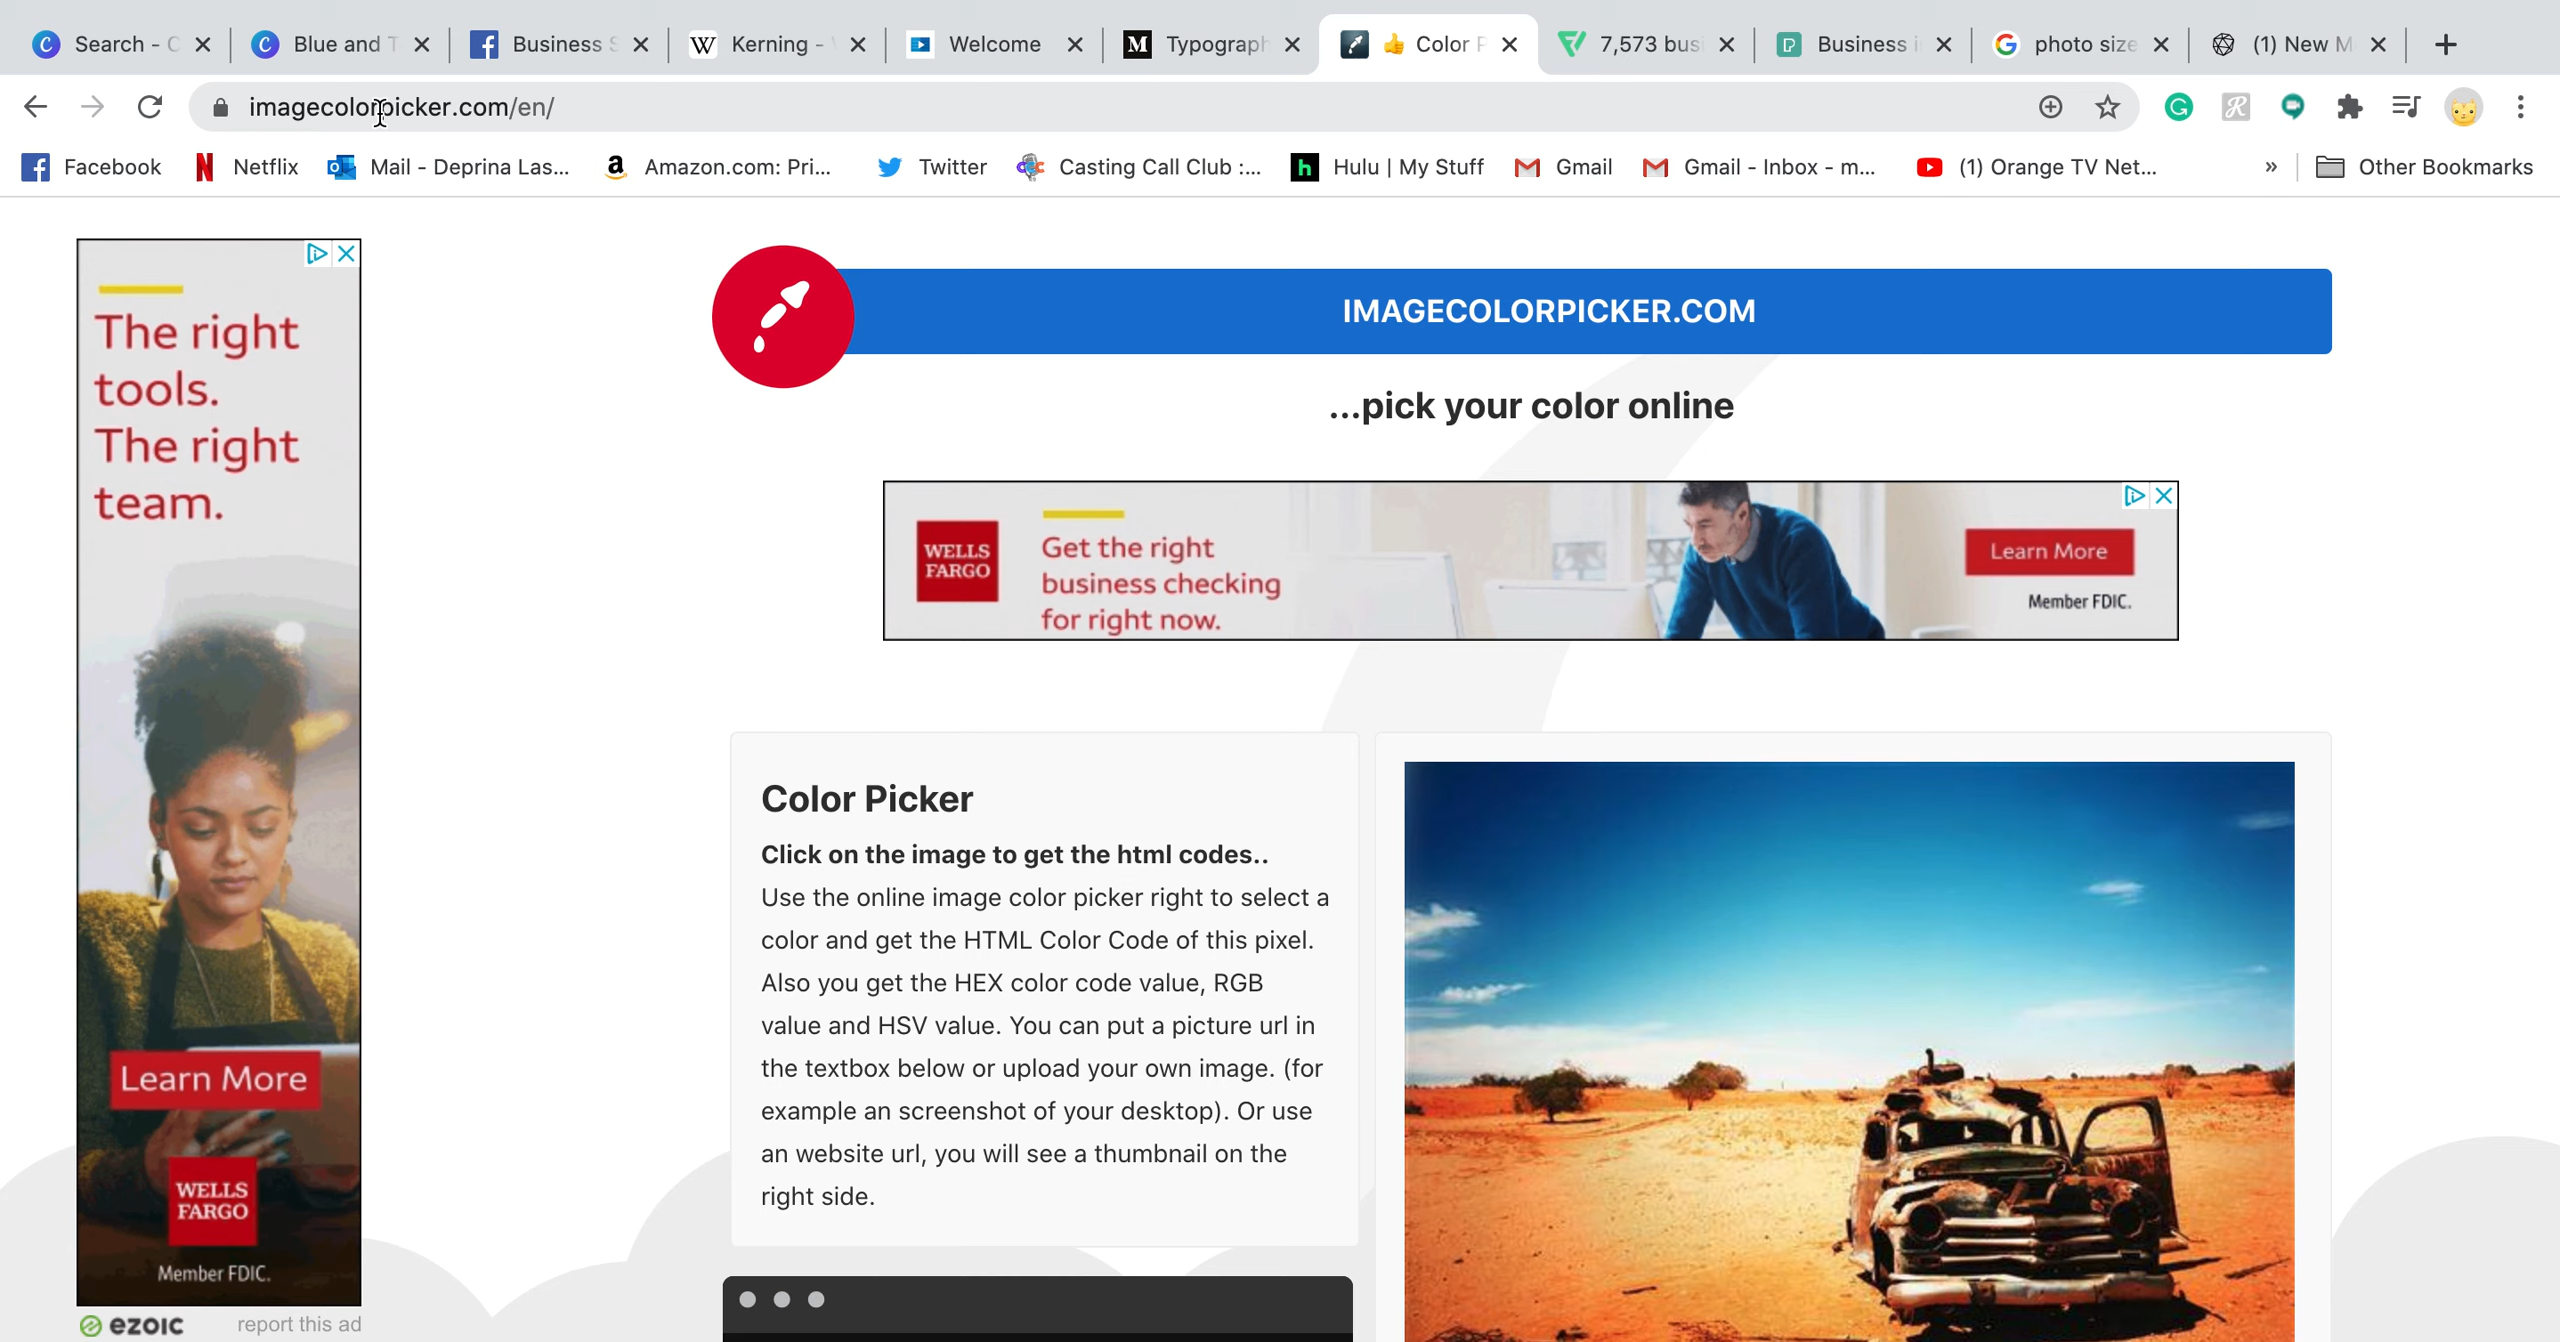 Search - C
Blue and T
Business S
Kerning -
Welcome
Typograph
Color P
7,573 busi
Business i
photo size
(1) New M
imagecolorpicker.com/en/
Facebook
Netflix
Mail - Deprina Las...
Amazon.com: Pri...
Twitter
Casting Call Club :...
Hulu | My Stuff
Gmail
Gmail - Inbox - m...
(1) Orange TV Net...
»
Other Bookmarks
The right
tools.
The right
team.
Learn More
WELLS
FARGO
Member FDIC.
ezoic
report this ad
IMAGECOLORPICKER.COM
...pick your color online
WELLS
FARGO
Get the right
business checking
for right now.
Learn More
Member FDIC.
Color Picker
Click on the image to get the html codes..
Use the online image color picker right to select a
color and get the HTML Color Code of this pixel.
Also you get the HEX color code value, RGB
value and HSV value. You can put a picture url in
the textbox below or upload your own image. (for
example an screenshot of your desktop). Or use
an website url, you will see a thumbnail on the
right side.